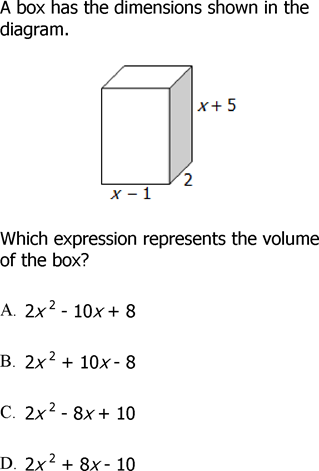 A box has the dimensions shown in the
diagram.
x + 5
2
x − 1
Which expression represents the volume
of the box?
A. 2x² - 10x + 8
B. 2x² + 10x - 8
C. 2x² - 8x + 10
D. 2x² + 8x - 10